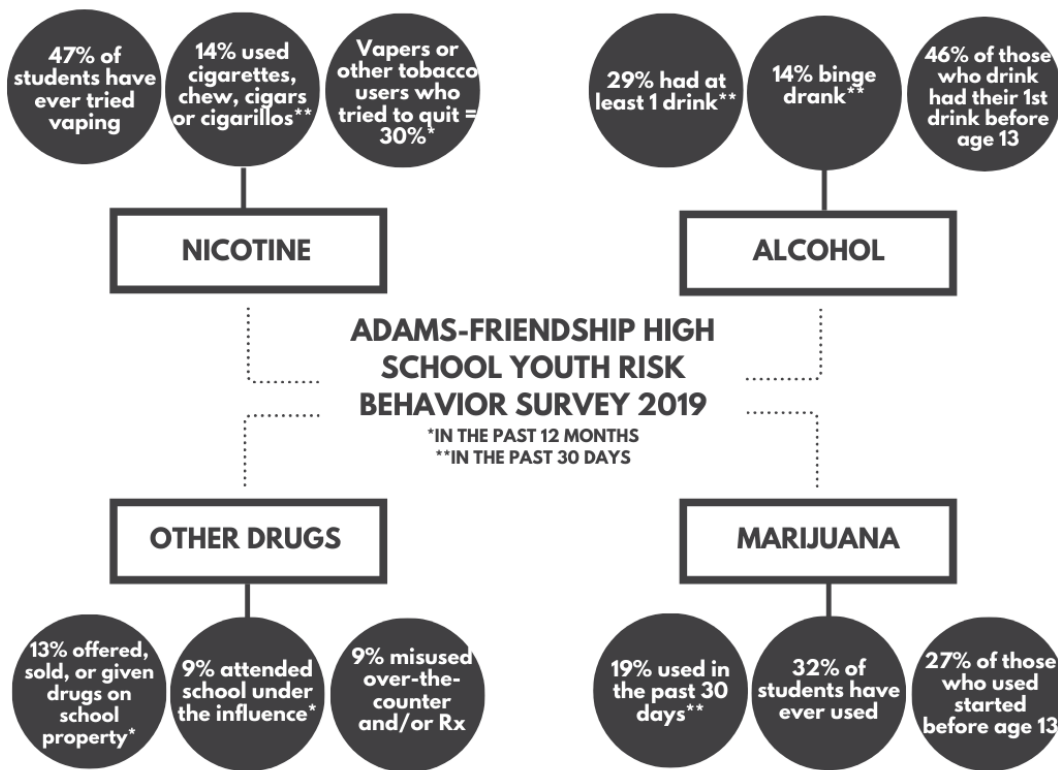 47% of
students have
ever tried
vaping
14% used
cigarettes,
chew, cigars
or cigarillos**
Vapers or
other tobacco
users who
tried to quit =
30%*
NICOTINE
29% had at
least 1 drink**
14% binge
drank**
46% of those
who drink
had their 1st
drink before
age 13
ALCOHOL
ADAMS-FRIENDSHIP HIGH
SCHOOL YOUTH RISK
BEHAVIOR SURVEY 2019
*IN THE PAST 12 MONTHS
**IN THE PAST 30 DAYS
OTHER DRUGS
13% offered,
sold, or given
drugs on
school
property*
9% attended
school under
the influence*
9% misused
over-the-
counter
and/or Rx
MARIJUANA
19% used in
the past 30
days**
32% of
students have
ever used
27% of those
who used
started
before age 13